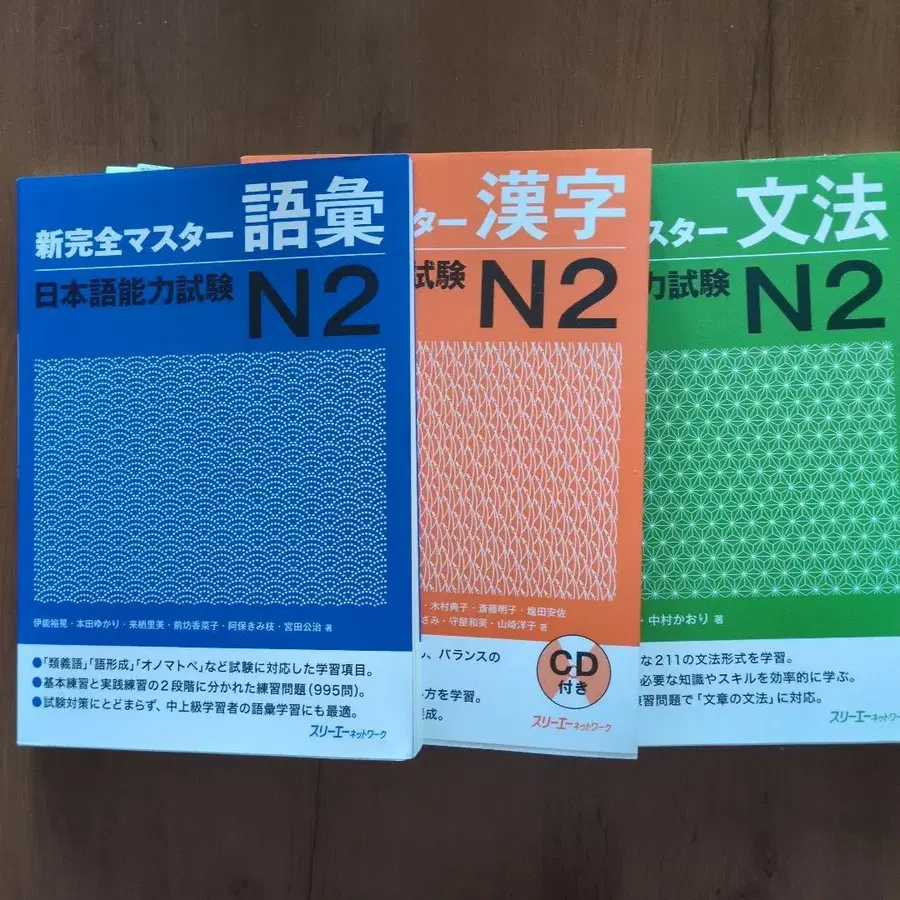 新完全マスター 語彙
日本語能力試験 N2
伊能裕晃・本田ゆかり・来栖里美・前坊香菜子・阿保きみ枝・宮田公治 著
●「類義語」「語形成」「オノマトペ」など試験に対応した学習項目。
●基本練習と実践練習の2段階に分かれた練習問題(995問)。
●試験対策にとどまらず、中上級学習者の語彙学習にも最適。
スリーエーネットワーク
ター 漢字
試験 N2
・木村典子・斎藤明子・塩田安佐
ざみ・守屋和美・山崎洋子 著
ル、バランスの
CD
付き
い方を学習。
成。
スリーエーネットワーク
スター 文法
力試験 N2
・中村かおり 著
な211の文法形式を学習。
必要な知識やスキルを効率的に学ぶ。
練習問題で「文章の文法」に対応。
スリーエーネットワーク